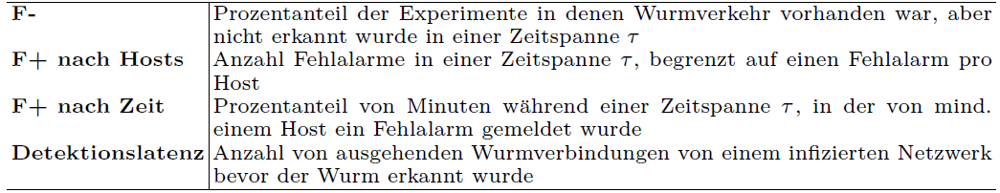 F- Prozentanteil der Experimente in denen Wurmverkehr vorhanden war, aber
nicht erkannt wurde in einer Zeitspanne τ
F+ nach Hosts Anzahl Fehlalarme in einer Zeitspanne τ, begrenzt auf einen Fehlalarm pro
Host
F+ nach Zeit Prozentanteil von Minuten während einer Zeitspanne τ, in der von mind.
einem Host ein Fehlalarm gemeldet wurde
Detektionslatenz Anzahl von ausgehenden Wurmverbindungen von einem infizierten Netzwerk
bevor der Wurm erkannt wurde